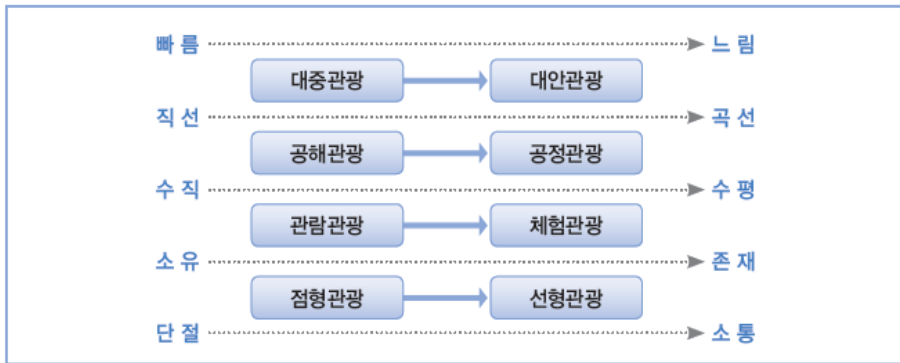 빠 름 느 림
대중관광 대안관광
직 선 곡 선
공해관광 공정관광
수 직 수 평
관람관광 체험관광
소 유 존 재
점형관광 선형관광
단 절 소 통